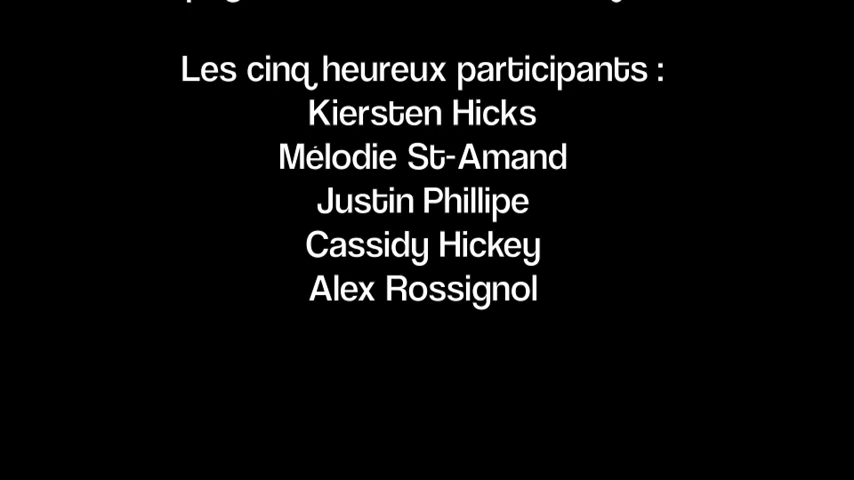 Les cinq heureux participants :
Kiersten Hicks
Mélodie St-Amand
Justin Phillipe
Cassidy Hickey
Alex Rossignol